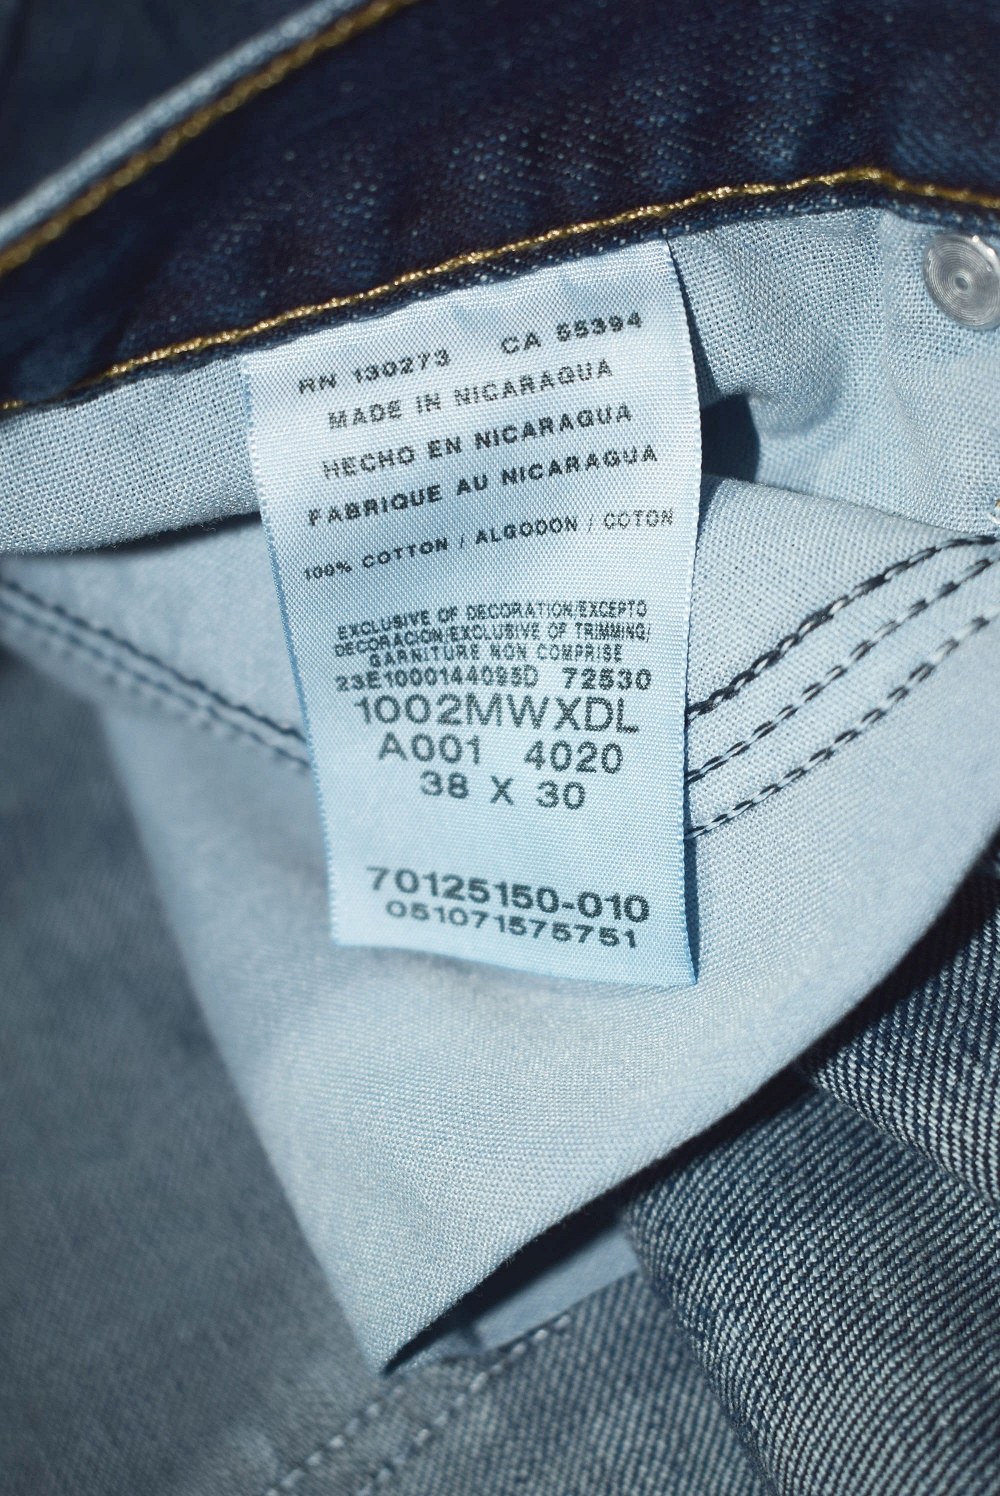 RN 130273 CA 55394
MADE IN NICARAGUA
HECHO EN NICARAGUA
FABRIQUE AU NICARAGUA
100% COTTON / ALGODON / COTON
EXCLUSIVE OF DECORATION/EXCEPTO
DECORACION/EXCLUSIVE OF TRIMMING/
GARNITURE NON COMPRISE
23E1000144095D 72530
1002MWXDL
A001 4020
38 X 30
70125150-010
051071575751